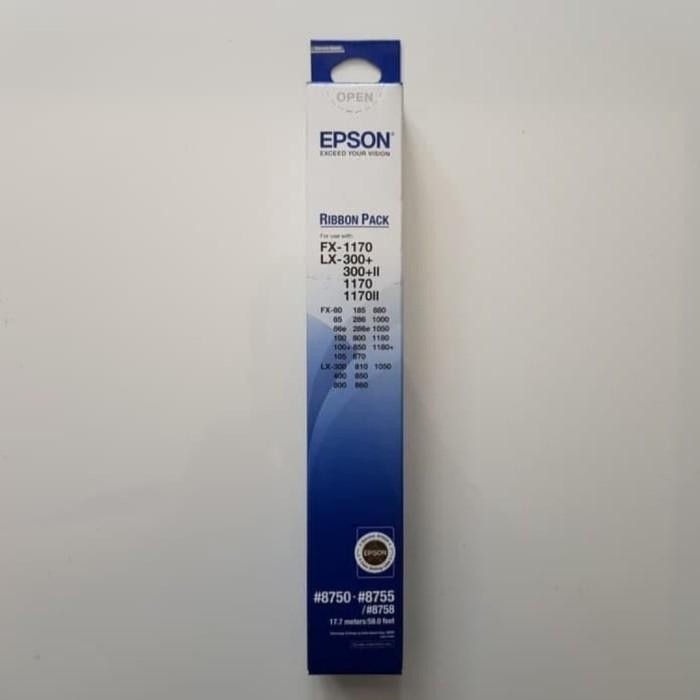 OPEN
EPSON
EXCEED YOUR VISION
RIBBON PACK
For use with:
FX-1170
LX-300+
300+II
1170
1170II
FX-80 185 880
85 286 1000
86e 286e 1050
100 800 1180
100+ 850 1180+
105 870
LX-300 810 1050
400 850
800 860
EPSON
#8750·#8755
/#8758
17.7 meters/58.0 feet